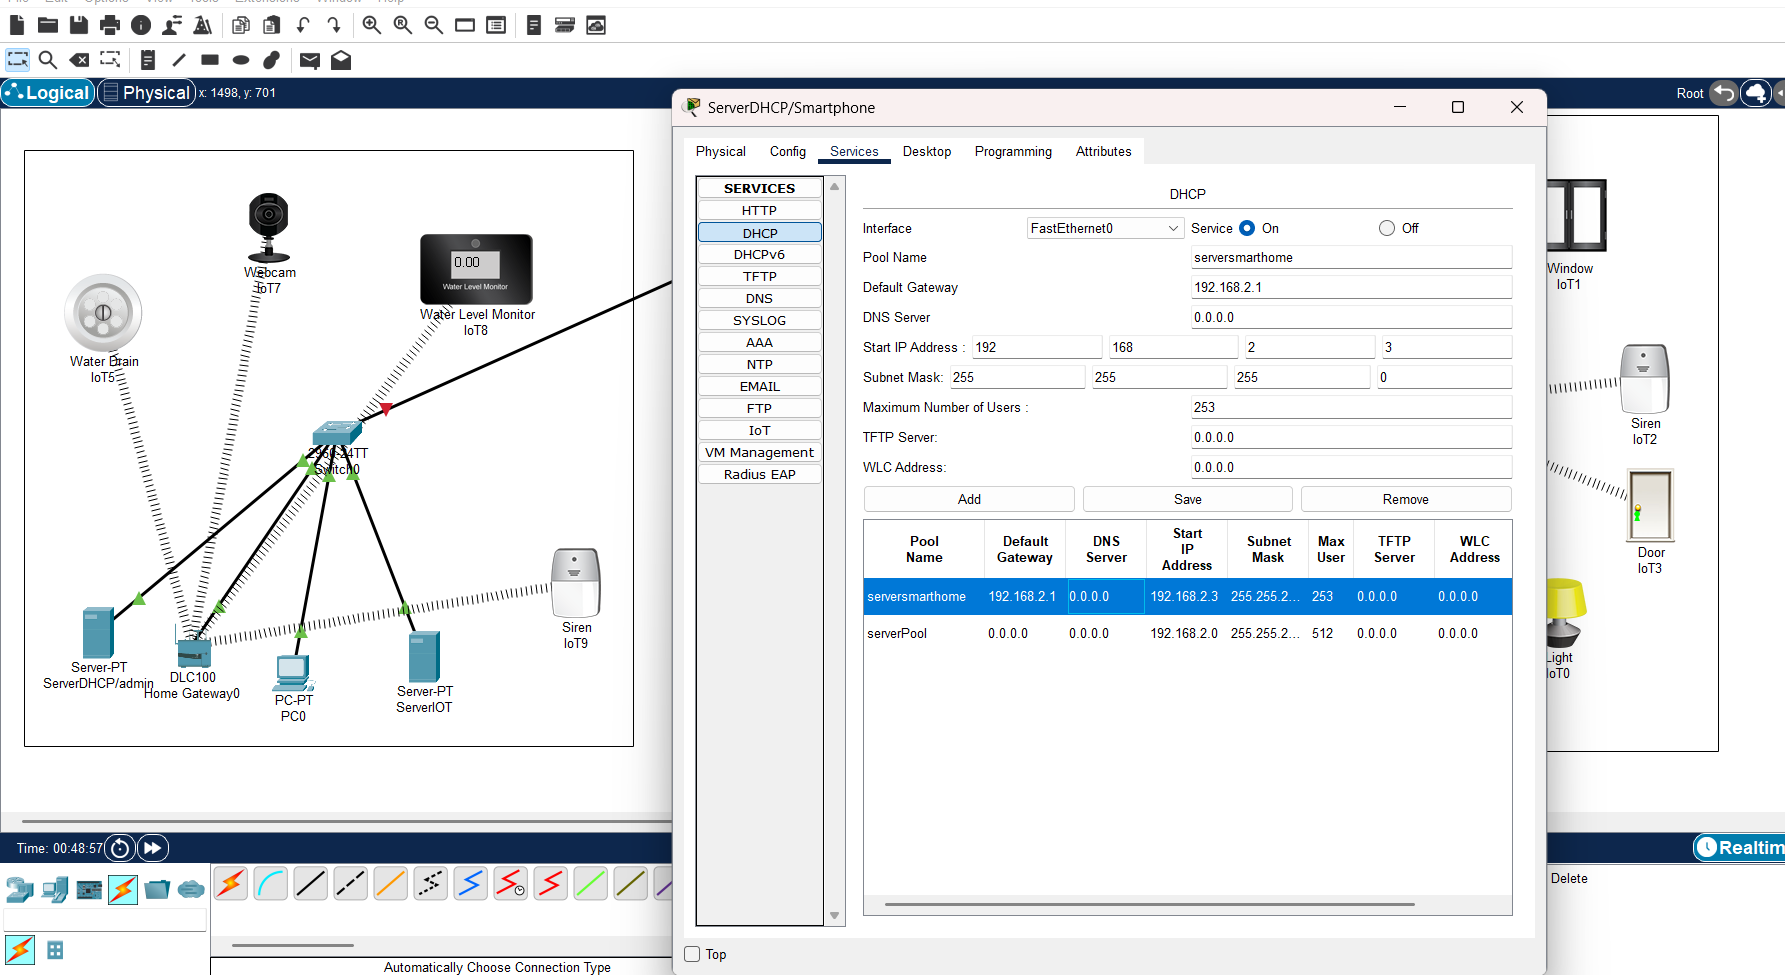 File Edit Options View Tools Extensions Window Help
Logical
Physical
x: 1498, y: 701
Root
Webcam
IoT7
0.00
Water Level Monitor
Water Level Monitor
IoT8
Water Drain
IoT5
2960-24TT
Switch0
Siren
IoT9
Server-PT
ServerDHCP/admin
DLC100
Home Gateway0
PC-PT
PC0
Server-PT
ServerIOT
ServerDHCP/Smartphone
Physical Config Services Desktop Programming Attributes
SERVICES
HTTP
DHCP
DHCPv6
TFTP
DNS
SYSLOG
AAA
NTP
EMAIL
FTP
IoT
VM Management
Radius EAP
DHCP
Interface FastEthernet0 Service On Off
Pool Name serversmarthome
Default Gateway 192.168.2.1
DNS Server 0.0.0.0
Start IP Address : 192 168 2 3
Subnet Mask: 255 255 255 0
Maximum Number of Users : 253
TFTP Server: 0.0.0.0
WLC Address: 0.0.0.0
Add Save Remove
Pool Name Default Gateway DNS Server Start IP Address Subnet Mask Max User TFTP Server WLC Address
serversmarthome 192.168.2.1 0.0.0.0 192.168.2.3 255.255.2... 253 0.0.0.0 0.0.0.0
serverPool 0.0.0.0 0.0.0.0 192.168.2.0 255.255.2... 512 0.0.0.0 0.0.0.0
Top
Window
IoT1
Siren
IoT2
Door
IoT3
Light
IoT0
Time: 00:48:57
Realtim
Delete
Automatically Choose Connection Type